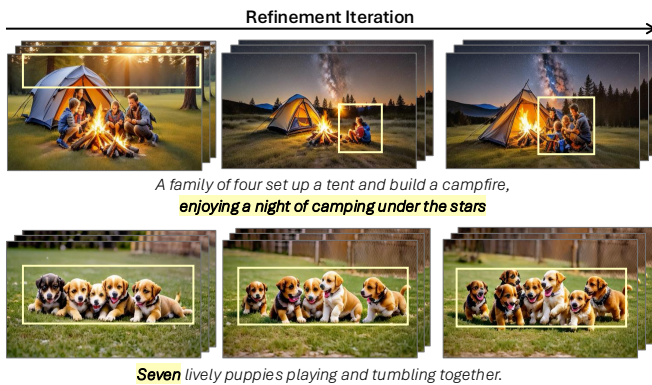 Refinement Iteration
A family of four set up a tent and build a campfire,
enjoying a night of camping under the stars
Seven lively puppies playing and tumbling together.